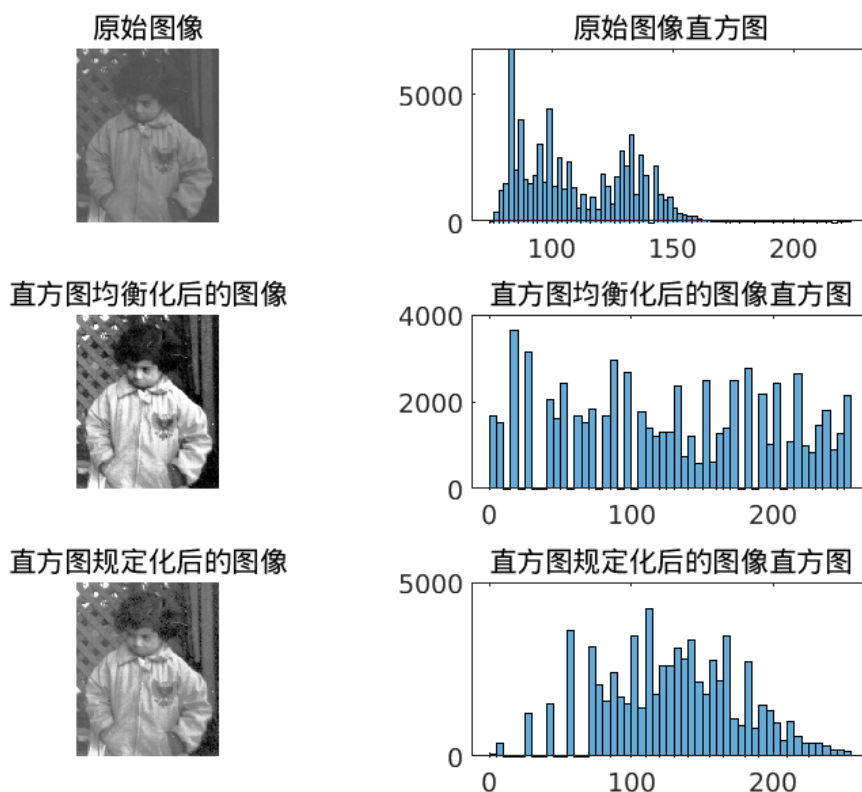 原始图像
原始图像直方图
5000
0
100 150 200
直方图均衡化后的图像
直方图均衡化后的图像直方图
4000
2000
0
0 100 200
直方图规定化后的图像
直方图规定化后的图像直方图
5000
0
0 100 200